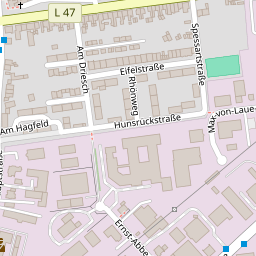 L 47
Am Driesch
Spessartstraße
Eifelstraße
Rhönweg
Hunsrückstraße
Am Hagfeld
Max-von-Laue
Ernst-Abbe